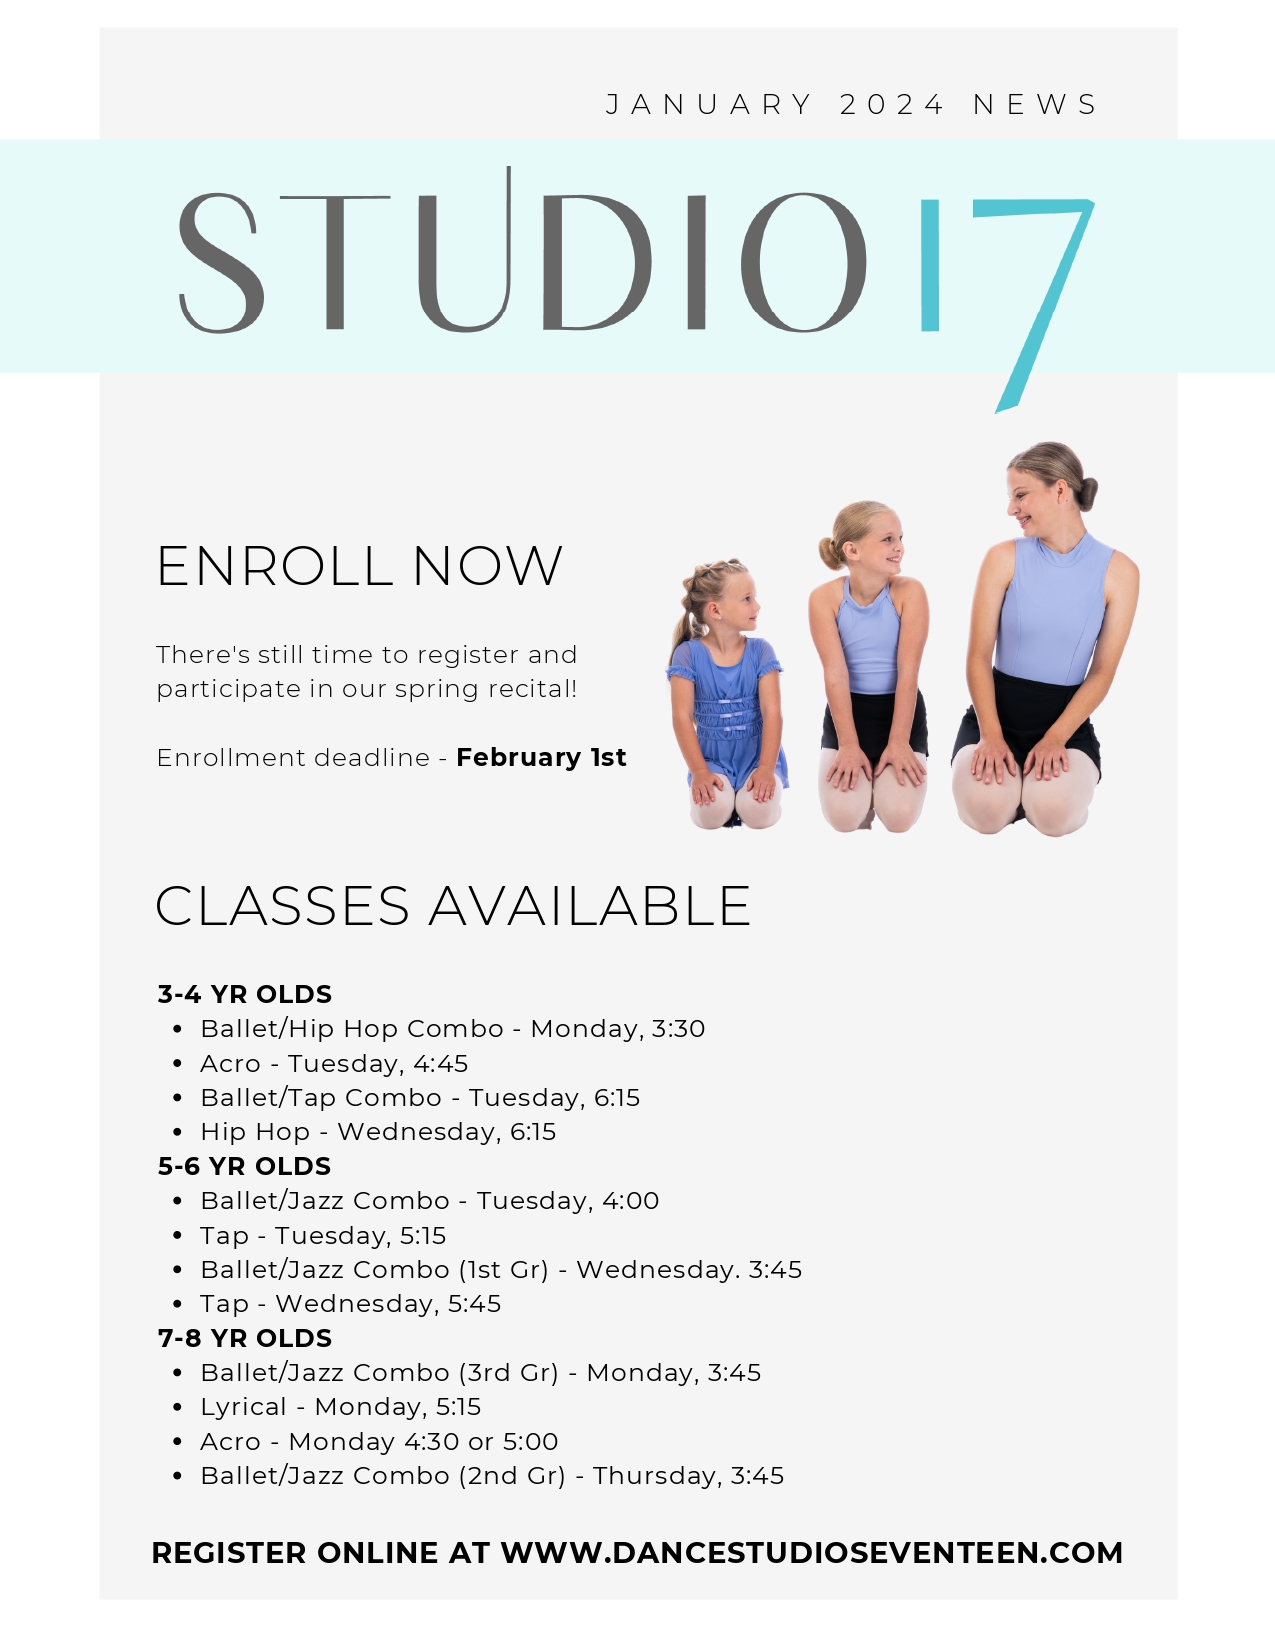 JANUARY 2024 NEWS
STUDIO 17
ENROLL NOW
There's still time to register and
participate in our spring recital!
Enrollment deadline - February 1st
CLASSES AVAILABLE
3-4 YR OLDS
• Ballet/Hip Hop Combo - Monday, 3:30
• Acro - Tuesday, 4:45
• Ballet/Tap Combo - Tuesday, 6:15
• Hip Hop - Wednesday, 6:15
5-6 YR OLDS
• Ballet/Jazz Combo - Tuesday, 4:00
• Tap - Tuesday, 5:15
• Ballet/Jazz Combo (1st Gr) - Wednesday. 3:45
• Tap - Wednesday, 5:45
7-8 YR OLDS
• Ballet/Jazz Combo (3rd Gr) - Monday, 3:45
• Lyrical - Monday, 5:15
• Acro - Monday 4:30 or 5:00
• Ballet/Jazz Combo (2nd Gr) - Thursday, 3:45
REGISTER ONLINE AT WWW.DANCESTUDIOSEVENTEEN.COM